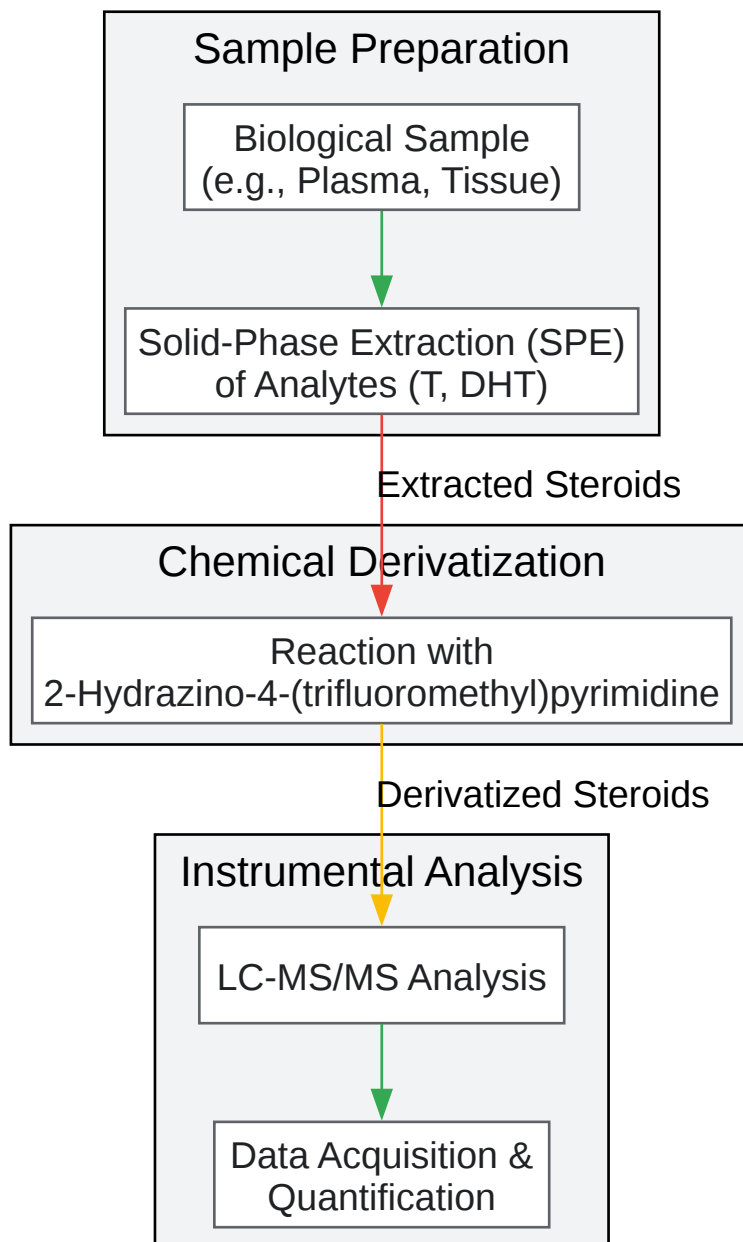 Sample Preparation
Biological Sample
(e.g., Plasma, Tissue)
Solid-Phase Extraction (SPE)
of Analytes (T, DHT)
Extracted Steroids
Chemical Derivatization
Reaction with
2-Hydrazino-4-(trifluoromethyl)pyrimidine
Derivatized Steroids
Instrumental Analysis
LC-MS/MS Analysis
Data Acquisition &
Quantification